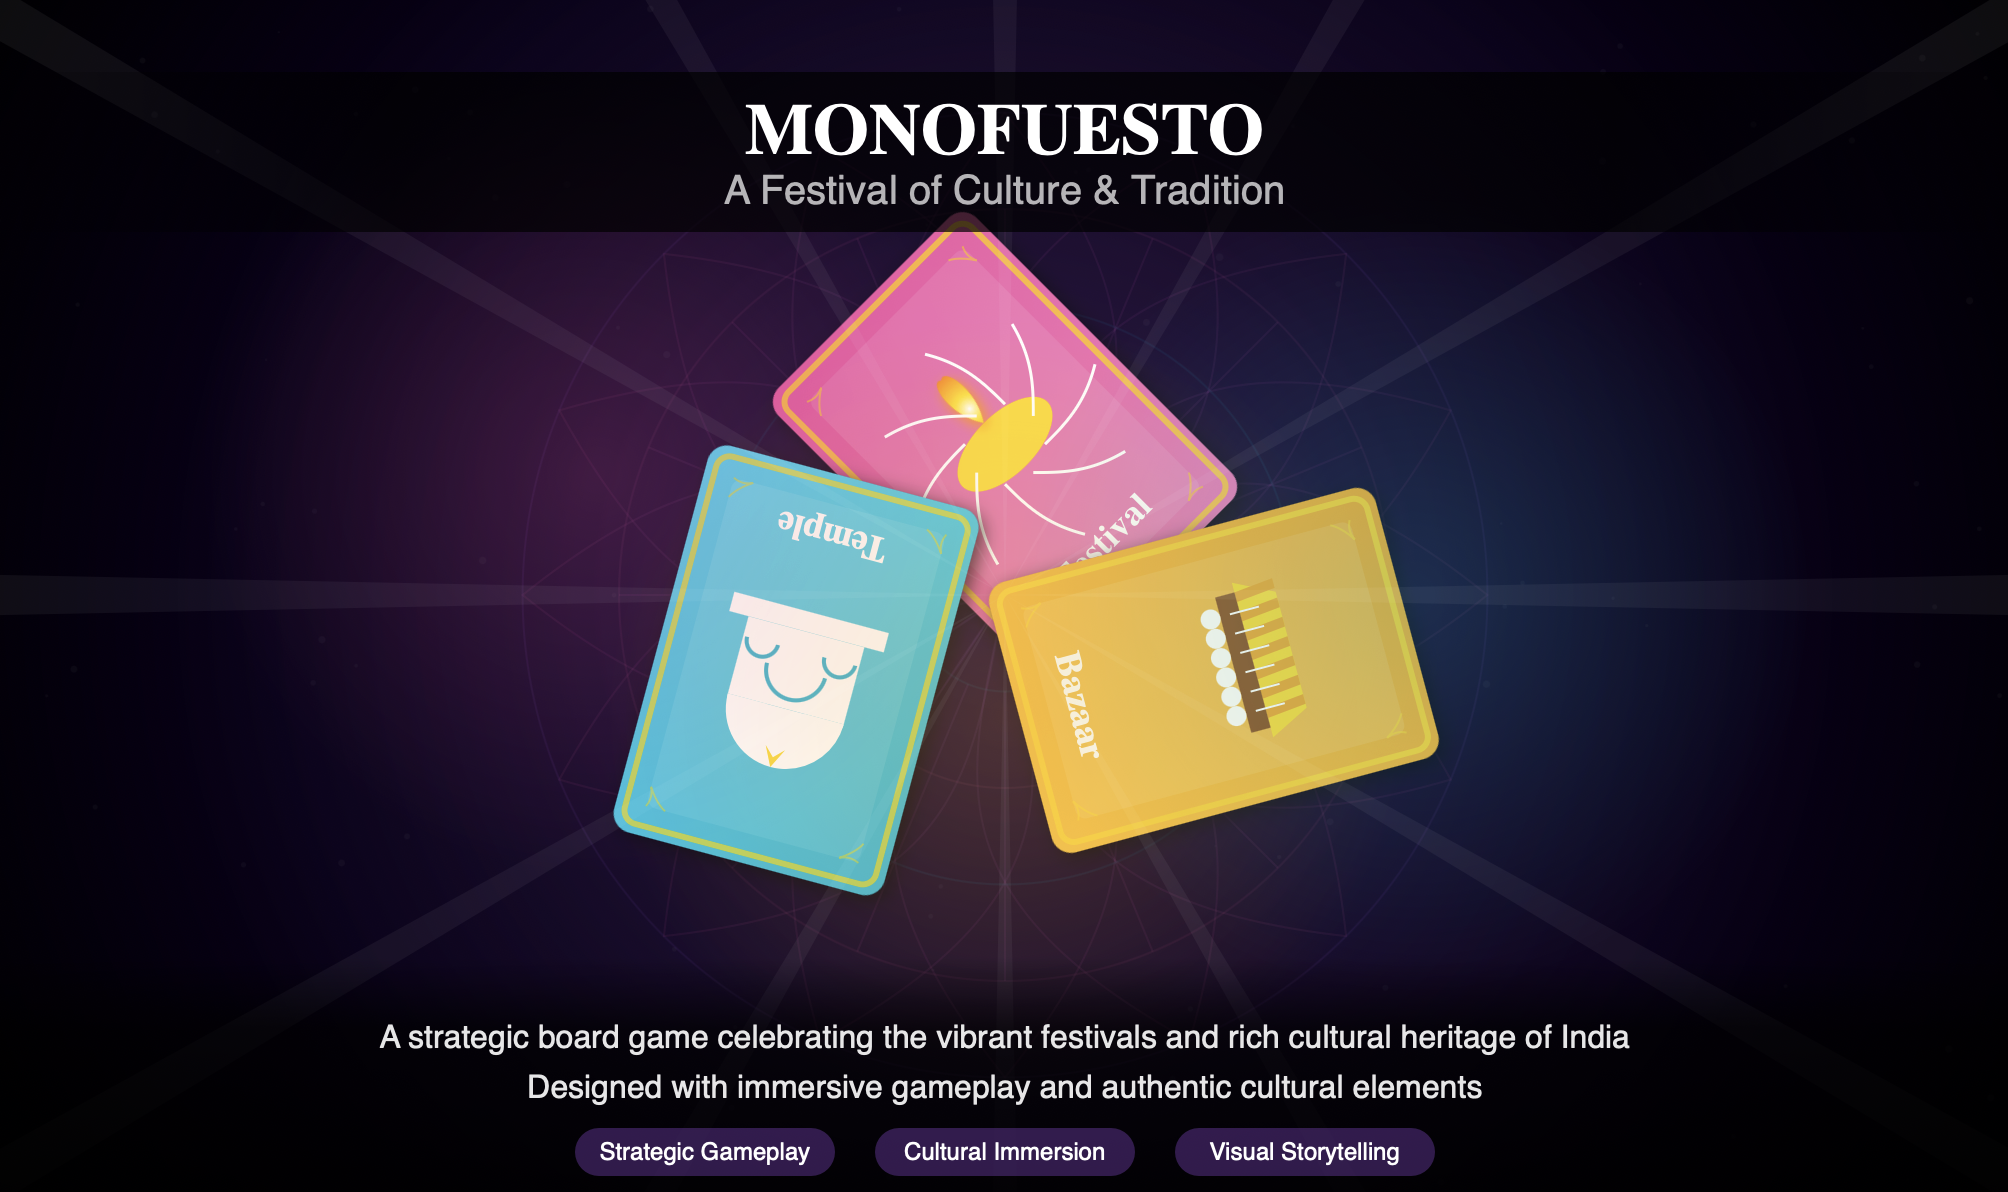 MONOFUESTO
A Festival of Culture & Tradition
Temple
estival
Bazaar
A strategic board game celebrating the vibrant festivals and rich cultural heritage of India
Designed with immersive gameplay and authentic cultural elements
Strategic Gameplay
Cultural Immersion
Visual Storytelling